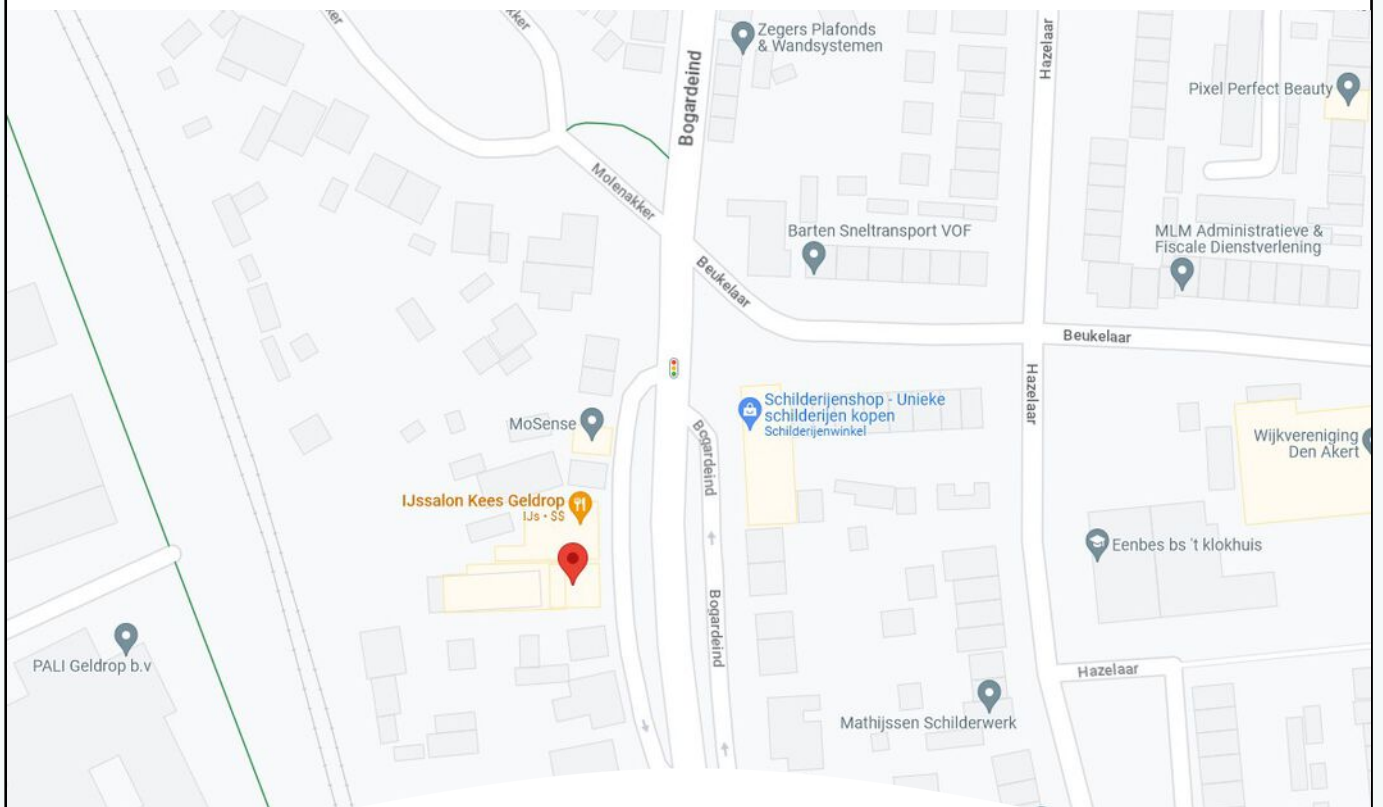 Zegers Plafonds
& Wandsystemen
Bogardeind
Hazelaar
Pixel Perfect Beauty
Molenakker
Barten Sneltransport VOF
MLM Administratieve &
Fiscale Dienstverlening
Beukelaar
Beukelaar
Hazelaar
Schilderijenshop - Unieke
schilderijen kopen
Schilderijenwinkel
MoSense
Bogardeind
Wijkvereniging
Den Akert
IJssalon Kees Geldrop
IJs • $$
Eenbes bs 't klokhuis
Bogardeind
PALI Geldrop b.v
Hazelaar
Mathijssen Schilderwerk